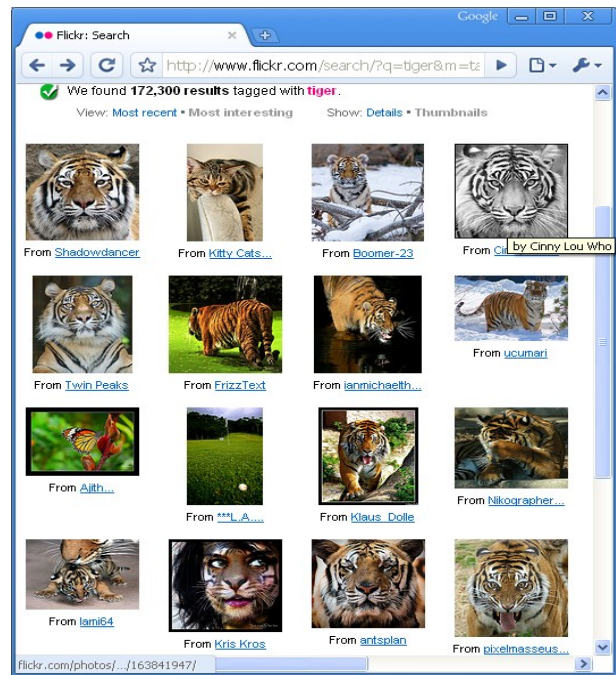 Google
Flickr: Search
http://www.flickr.com/search/?q=tiger&m=ta
We found 172,300 results tagged with tiger.
View: Most recent • Most interesting Show: Details • Thumbnails
From Shadowdancer From Kitty Cats... From Boomer-23 From Cin
by Cinny Lou Who
From Twin Peaks From FrizzText From ianmichaelth... From ucumari
From Ajith... From ***L.A.... From Klaus Dolle From Nikographer...
From lami64 From Kris Kros From antsplan From pixelmasseus...
flickr.com/photos/.../163841947/